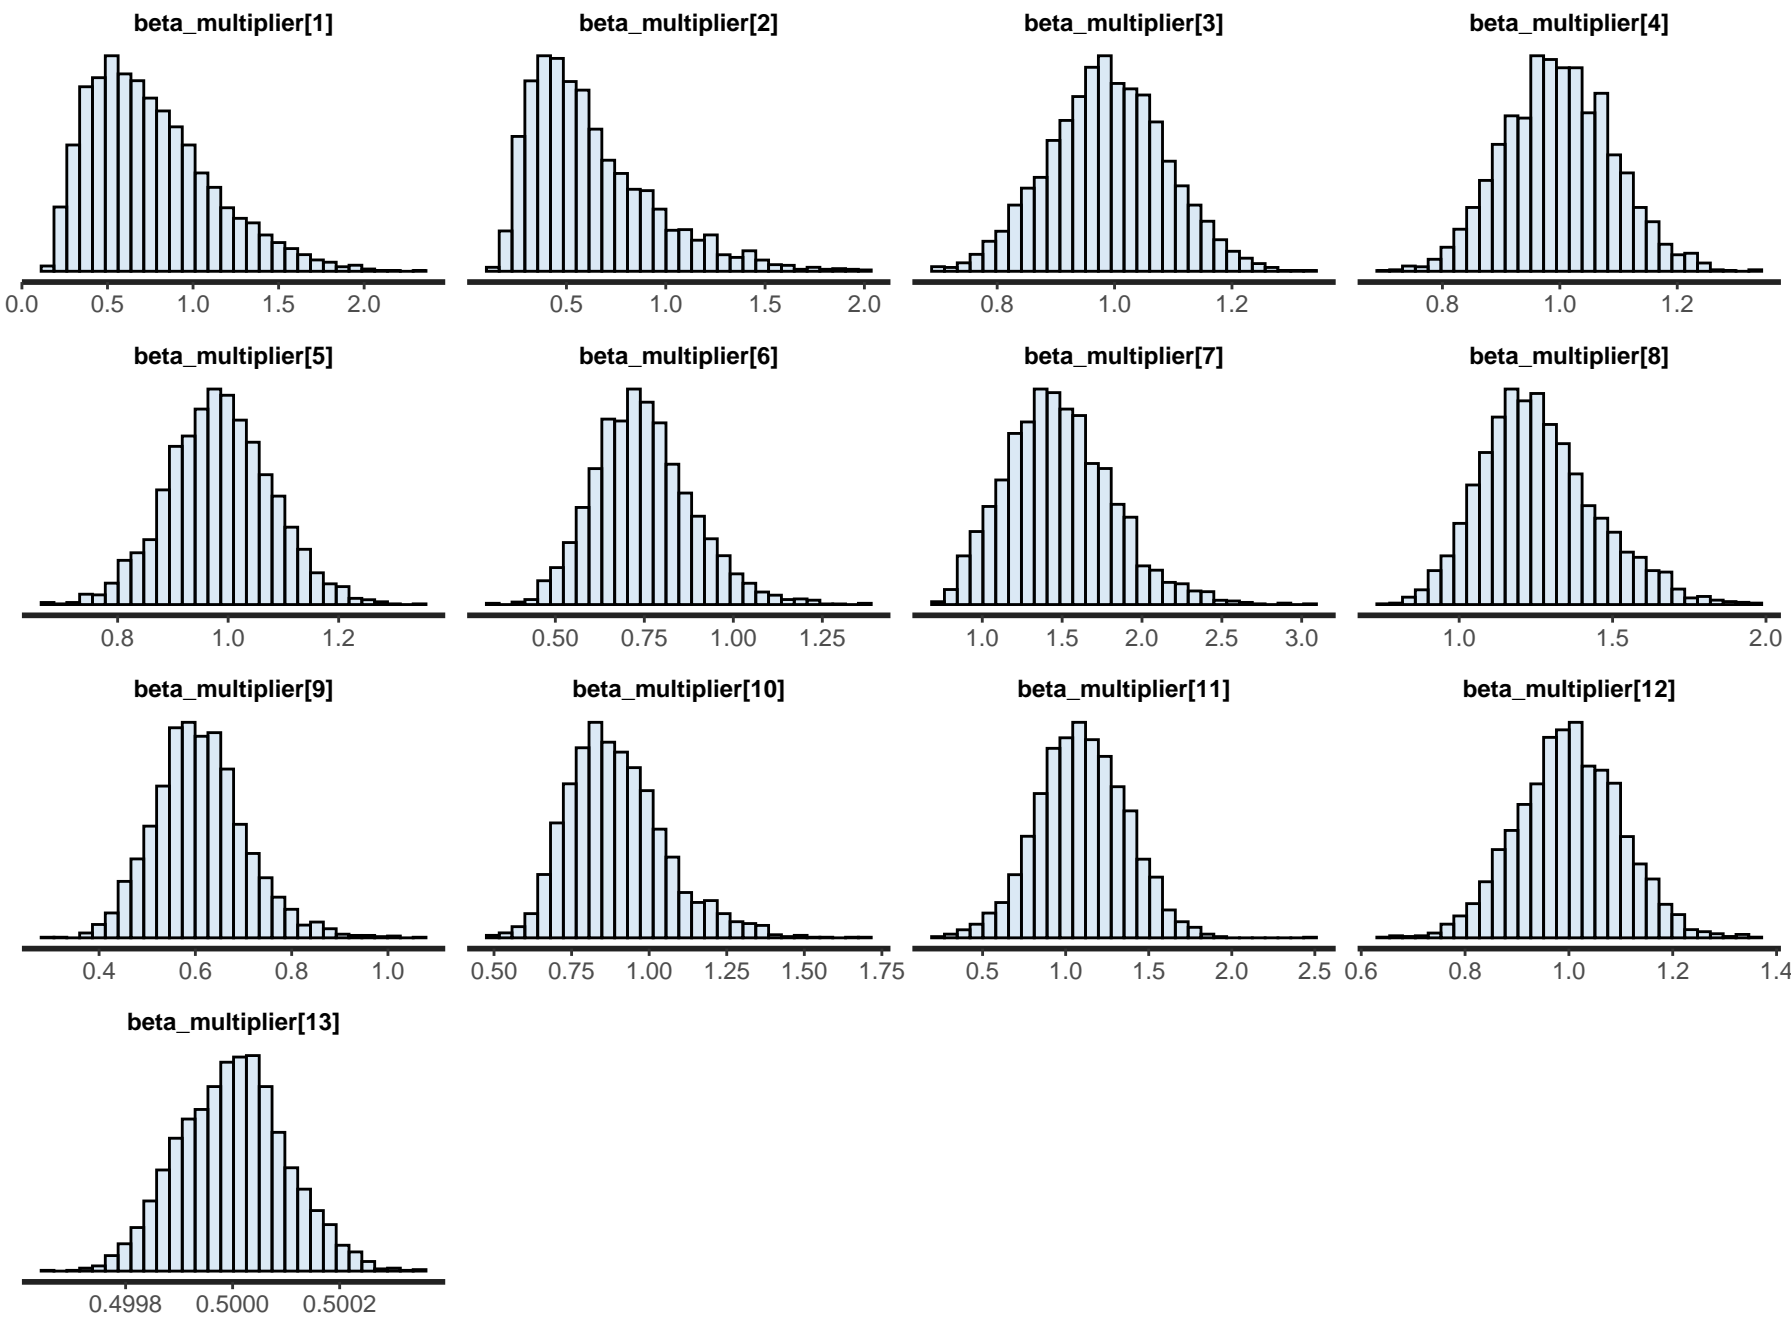 beta_multiplier[1] beta_multiplier[2] beta_multiplier[3] beta_multiplier[4]
0.0 0.5 1.0 1.5 2.0 0.5 1.0 1.5 2.0 0.8 1.0 1.2 0.8 1.0 1.2
beta_multiplier[5] beta_multiplier[6] beta_multiplier[7] beta_multiplier[8]
0.8 1.0 1.2 0.50 0.75 1.00 1.25 1.0 1.5 2.0 2.5 3.0 1.0 1.5 2.0
beta_multiplier[9] beta_multiplier[10] beta_multiplier[11] beta_multiplier[12]
0.4 0.6 0.8 1.0 0.50 0.75 1.00 1.25 1.50 1.75 0.5 1.0 1.5 2.0 2.5 0.6 0.8 1.0 1.2 1.4
beta_multiplier[13]
0.4998 0.5000 0.5002